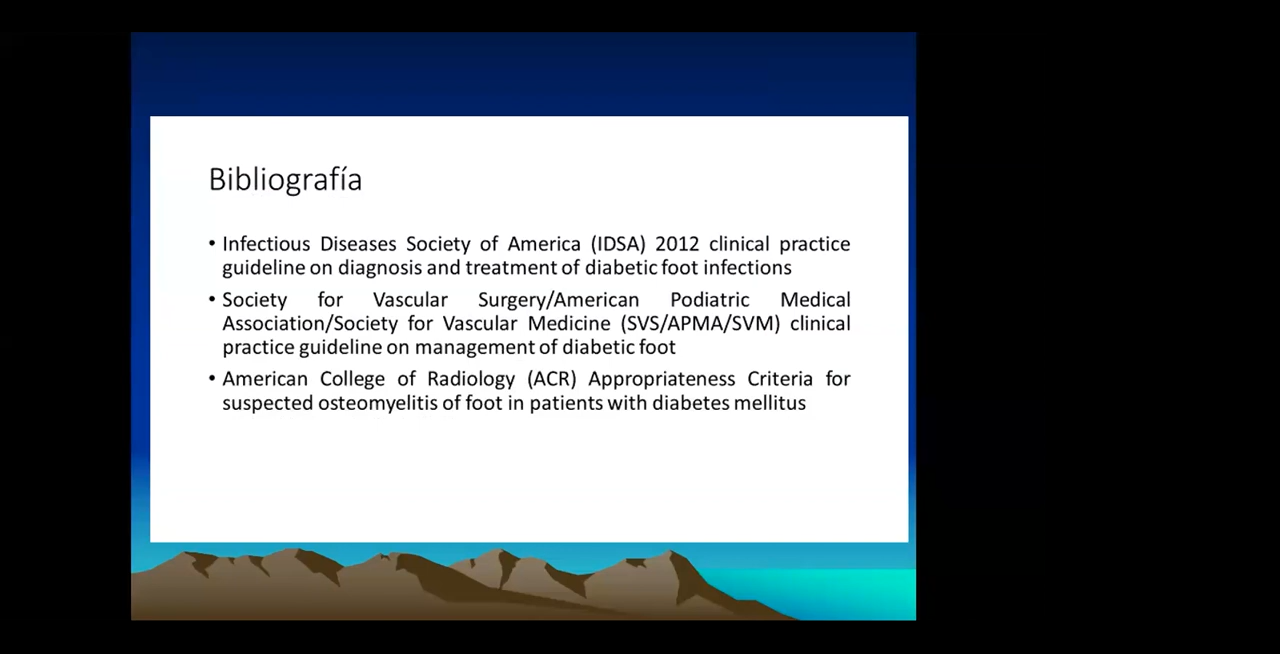 Bibliografía
• Infectious Diseases Society of America (IDSA) 2012 clinical practice
guideline on diagnosis and treatment of diabetic foot infections
• Society for Vascular Surgery/American Podiatric Medical
Association/Society for Vascular Medicine (SVS/APMA/SVM) clinical
practice guideline on management of diabetic foot
• American College of Radiology (ACR) Appropriateness Criteria for
suspected osteomyelitis of foot in patients with diabetes mellitus